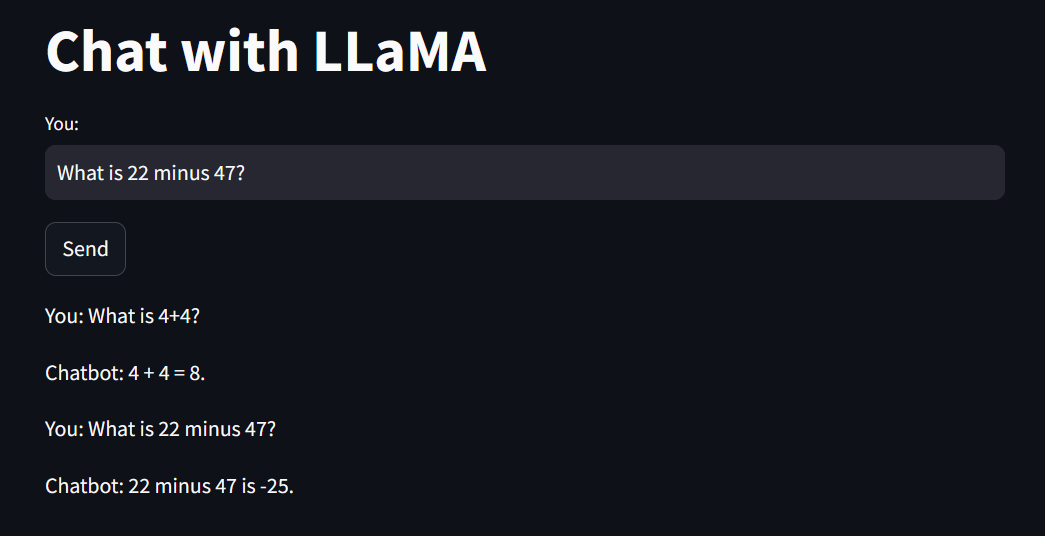 Chat with LLaMA
You:
What is 22 minus 47?
Send
You: What is 4+4?
Chatbot: 4 + 4 = 8.
You: What is 22 minus 47?
Chatbot: 22 minus 47 is -25.